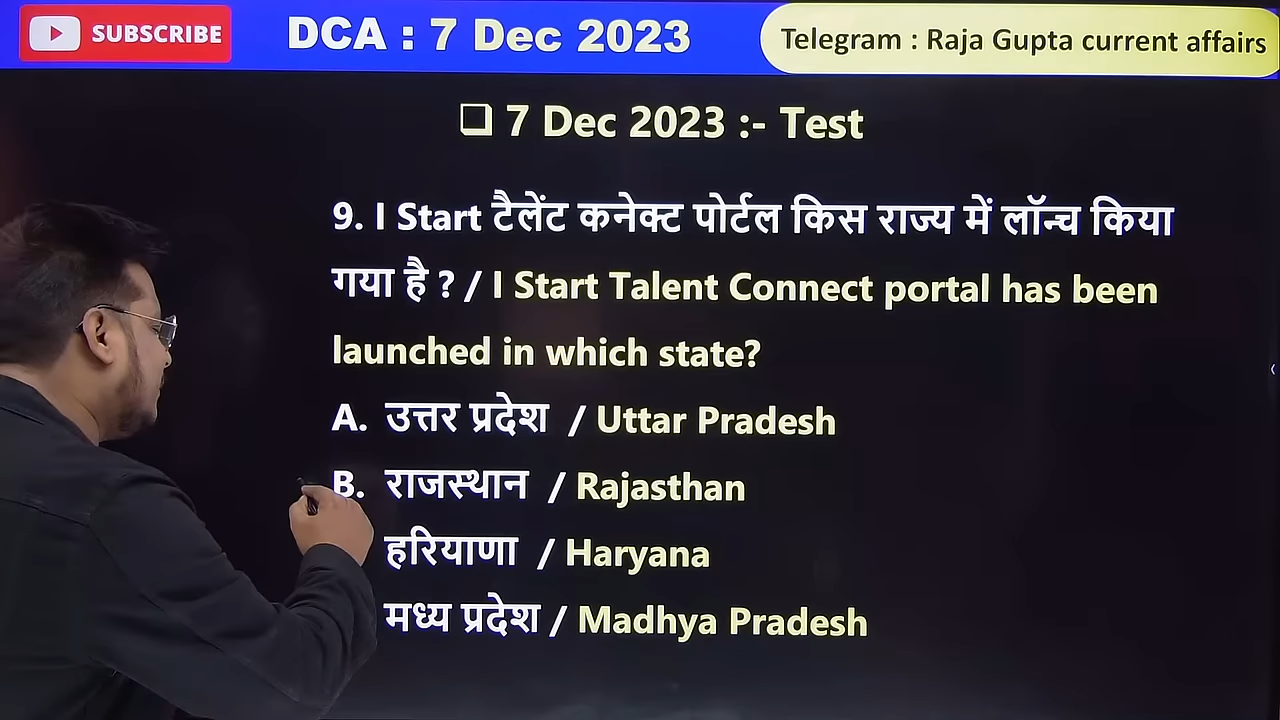 SUBSCRIBE
DCA : 7 Dec 2023
Telegram : Raja Gupta current affairs
❑ 7 Dec 2023 :- Test
9. I Start टैलेंट कनेक्ट पोर्टल किस राज्य में लॉन्च किया
गया है ? / I Start Talent Connect portal has been
launched in which state?
A. उत्तर प्रदेश / Uttar Pradesh
B. राजस्थान / Rajasthan
हरियाणा / Haryana
मध्य प्रदेश / Madhya Pradesh